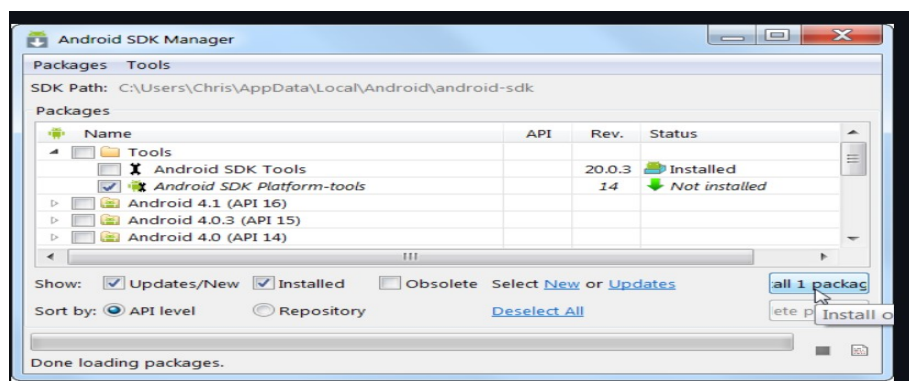 Android SDK Manager
Packages Tools
SDK Path: C:\Users\Chris\AppData\Local\Android\android-sdk
Packages
Name API Rev. Status
Tools
Android SDK Tools 20.0.3 Installed
Android SDK Platform-tools 14 Not installed
Android 4.1 (API 16)
Android 4.0.3 (API 15)
Android 4.0 (API 14)
Show: Updates/New Installed Obsolete Select New or Updates all 1 packag
Sort by: API level Repository Deselect All ete p Install o
Done loading packages.